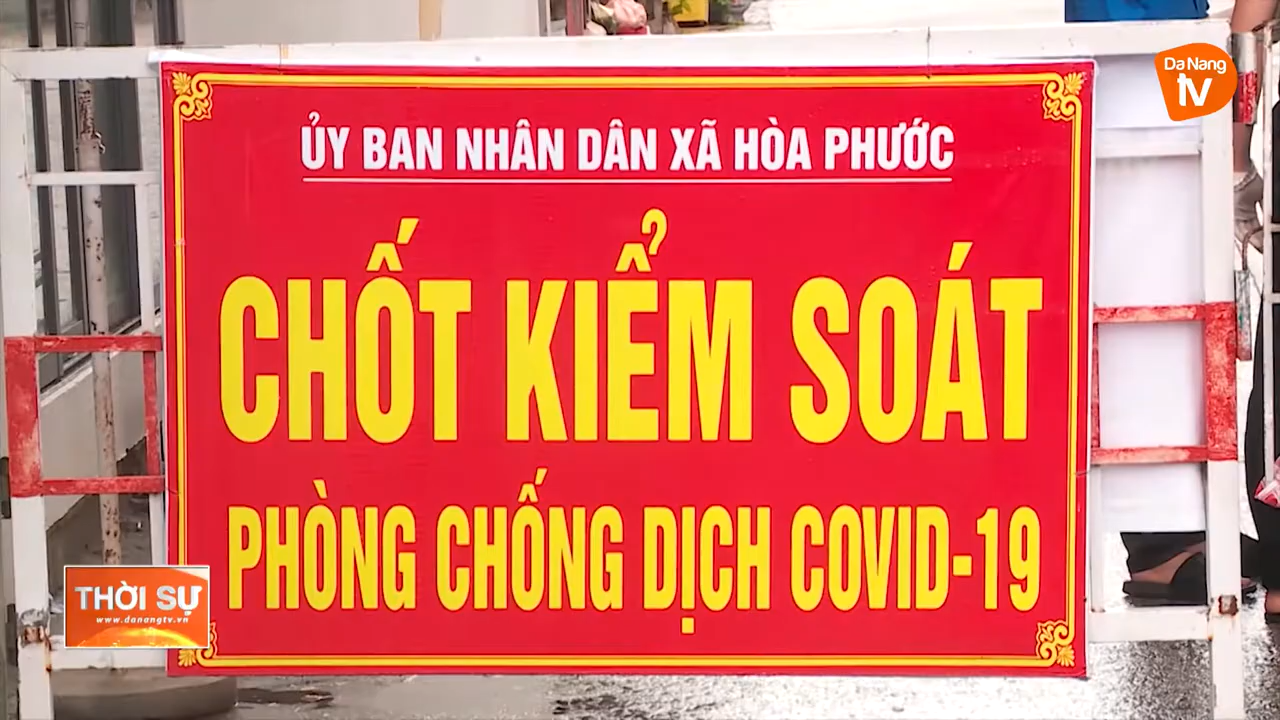 Da Nang
tv
ỦY BAN NHÂN DÂN XÃ HÒA PHƯỚC
CHỐT KIỂM SOÁT
PHÒNG CHỐNG DỊCH COVID-19
THỜI SỰ
www.danangtv.vn